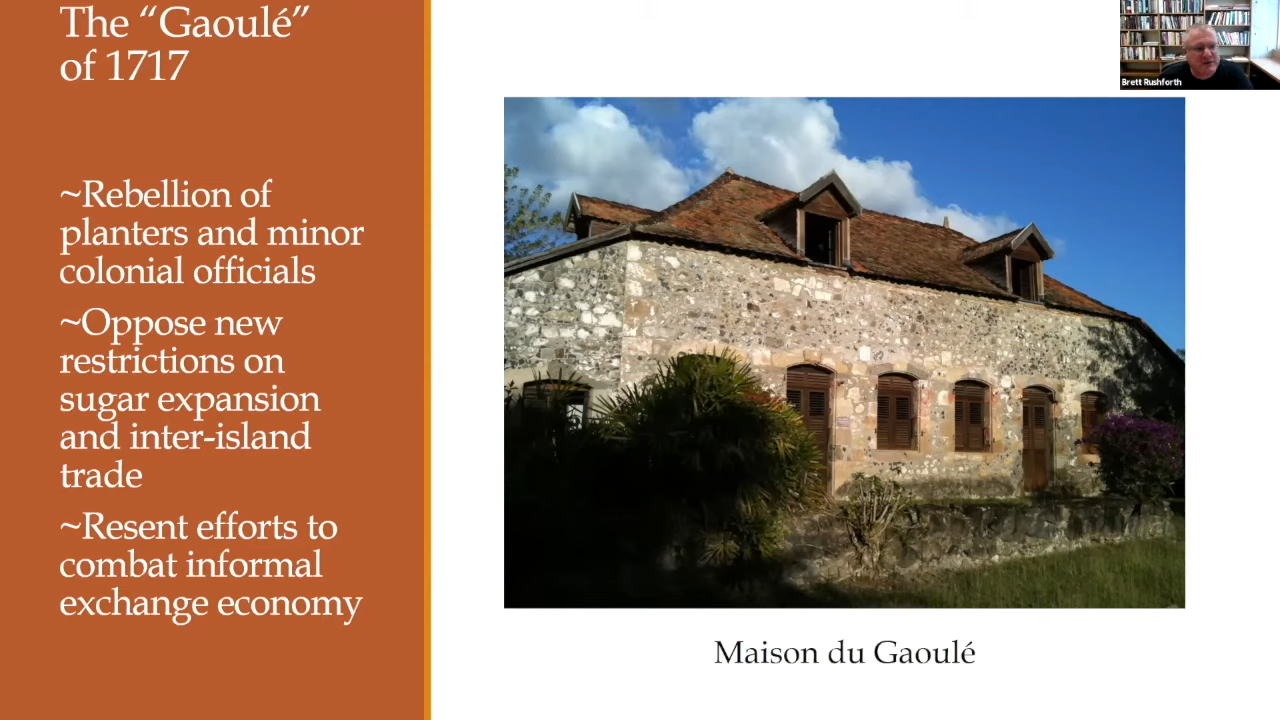 The “Gaoulé”
of 1717
~Rebellion of
planters and minor
colonial officials
~Oppose new
restrictions on
sugar expansion
and inter-island
trade
~Resent efforts to
combat informal
exchange economy
Brett Rushforth
Maison du Gaoulé